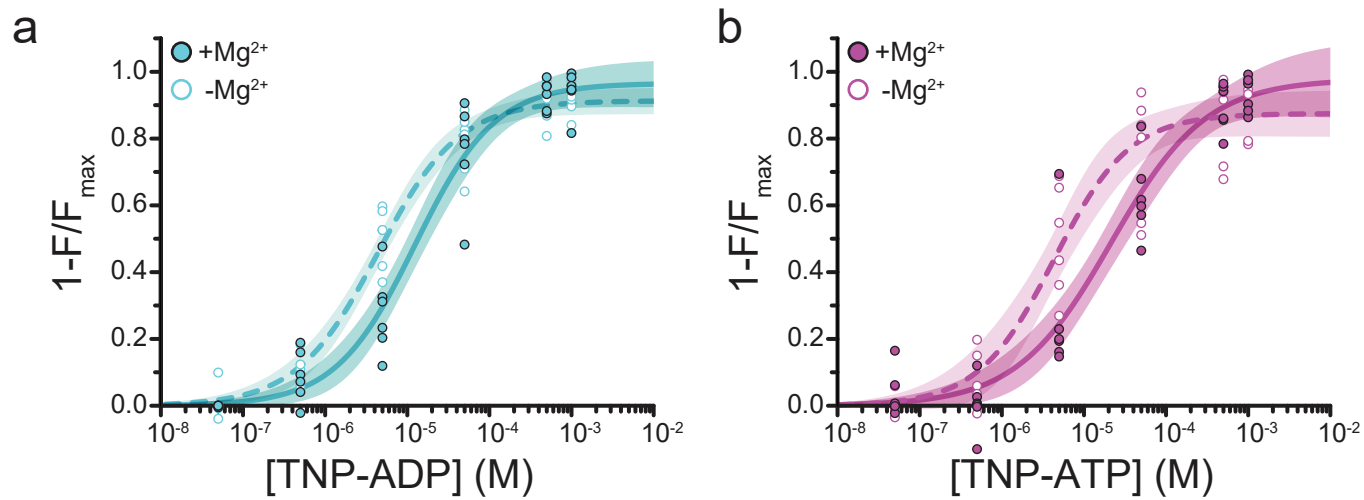 a
+Mg²⁺
-Mg²⁺
1.0
0.8
0.6
0.4
0.2
0.0
1-F/Fₘₐₓ
10⁻⁸ 10⁻⁷ 10⁻⁶ 10⁻⁵ 10⁻⁴ 10⁻³ 10⁻²
[TNP-ADP] (M)
b
+Mg²⁺
-Mg²⁺
1.0
0.8
0.6
0.4
0.2
0.0
1-F/Fₘₐₓ
10⁻⁸ 10⁻⁷ 10⁻⁶ 10⁻⁵ 10⁻⁴ 10⁻³ 10⁻²
[TNP-ATP] (M)